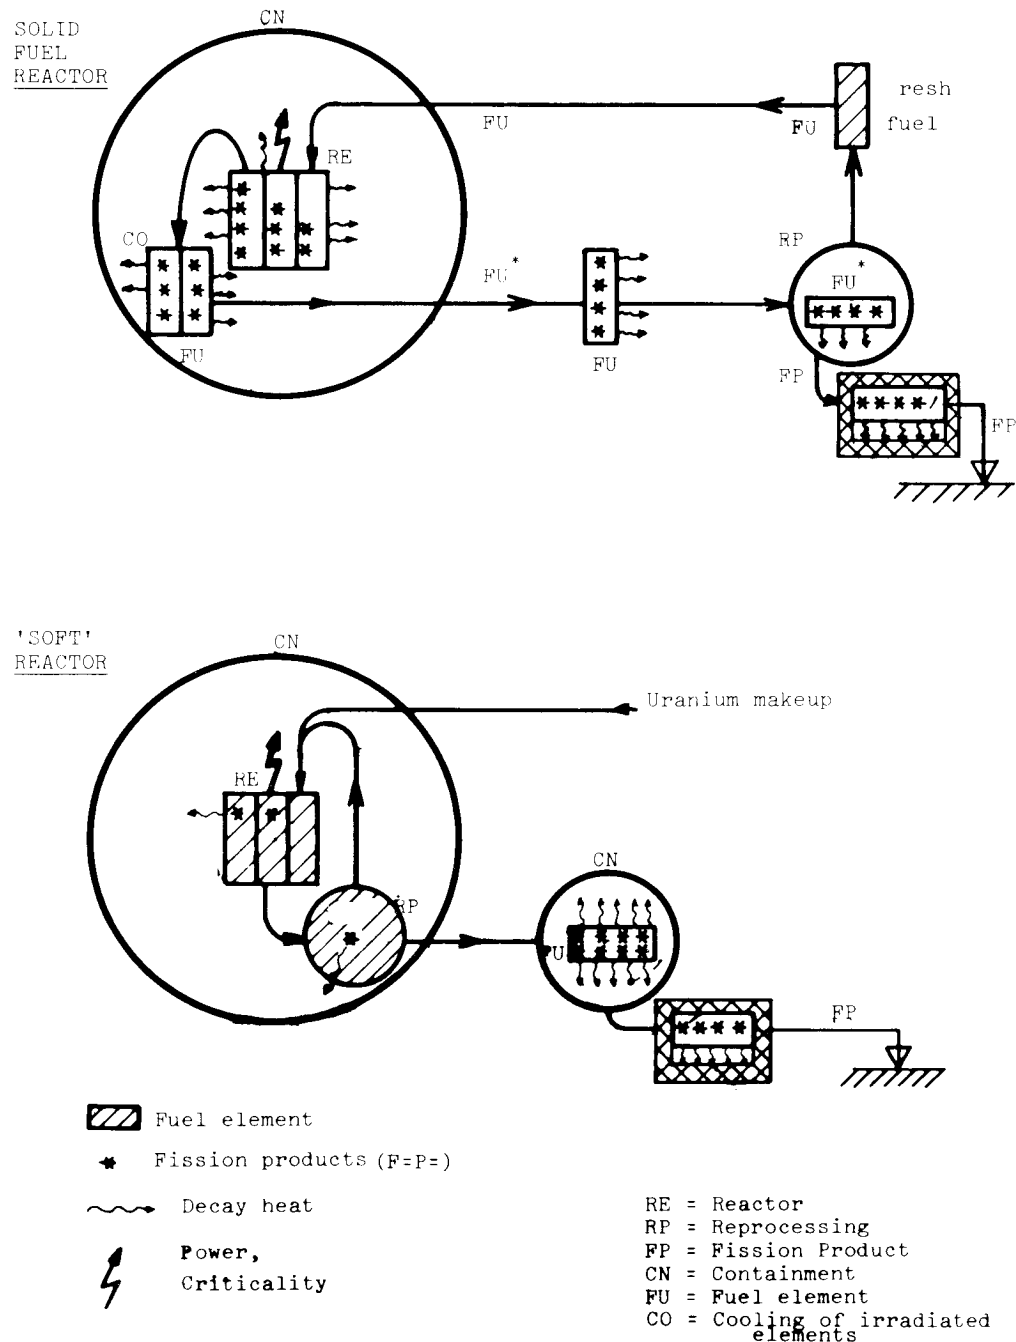 SOLID
FUEL
REACTOR
CN
resh
fuel
FU
FU
RE
CO
RP
FU*
FU*
FU
FU
FP
FP
'SOFT'
REACTOR
CN
Uranium makeup
RE
CN
RP
U
FP
Fuel element
Fission products (F=P=)
Decay heat
Power,
Criticality
RE = Reactor
RP = Reprocessing
FP = Fission Product
CN = Containment
FU = Fuel element
CO = Cooling of irradiated
elements